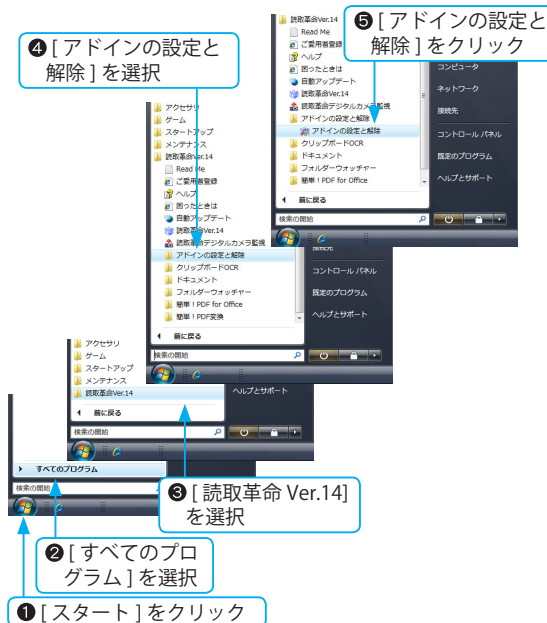 ❹[ アドインの設定と
解除 ] を選択
❺[ アドインの設定と
解除 ] をクリック
読取革命Ver.14
Read Me
ご愛用者登録
ヘルプ
困ったときは
自動アップデート
読取革命Ver.14
読取革命デジタルカメラ監視
アドインの設定と解除
アドインの設定と解除
クリップボードOCR
ドキュメント
フォルダーウォッチャー
簡単！PDF for Office
前に戻る
検索の開始
コンピュータ
ネットワーク
接続先
コントロール パネル
既定のプログラム
ヘルプとサポート
アクセサリ
ゲーム
スタートアップ
メンテナンス
読取革命Ver.14
Read Me
ご愛用者登録
ヘルプ
困ったときは
自動アップデート
読取革命Ver.14
読取革命デジタルカメラ監視
アドインの設定と解除
クリップボードOCR
ドキュメント
フォルダーウォッチャー
簡単！PDF for Office
簡単！PDF変換
前に戻る
検索の開始
接続先
コントロール パネル
既定のプログラム
ヘルプとサポート
アクセサリ
ゲーム
スタートアップ
メンテナンス
読取革命Ver.14
前に戻る
検索の開始
ヘルプとサポート
すべてのプログラム
検索の開始
❸[ 読取革命 Ver.14]
を選択
❷[ すべてのプロ
グラム ] を選択
❶[ スタート ] をクリック